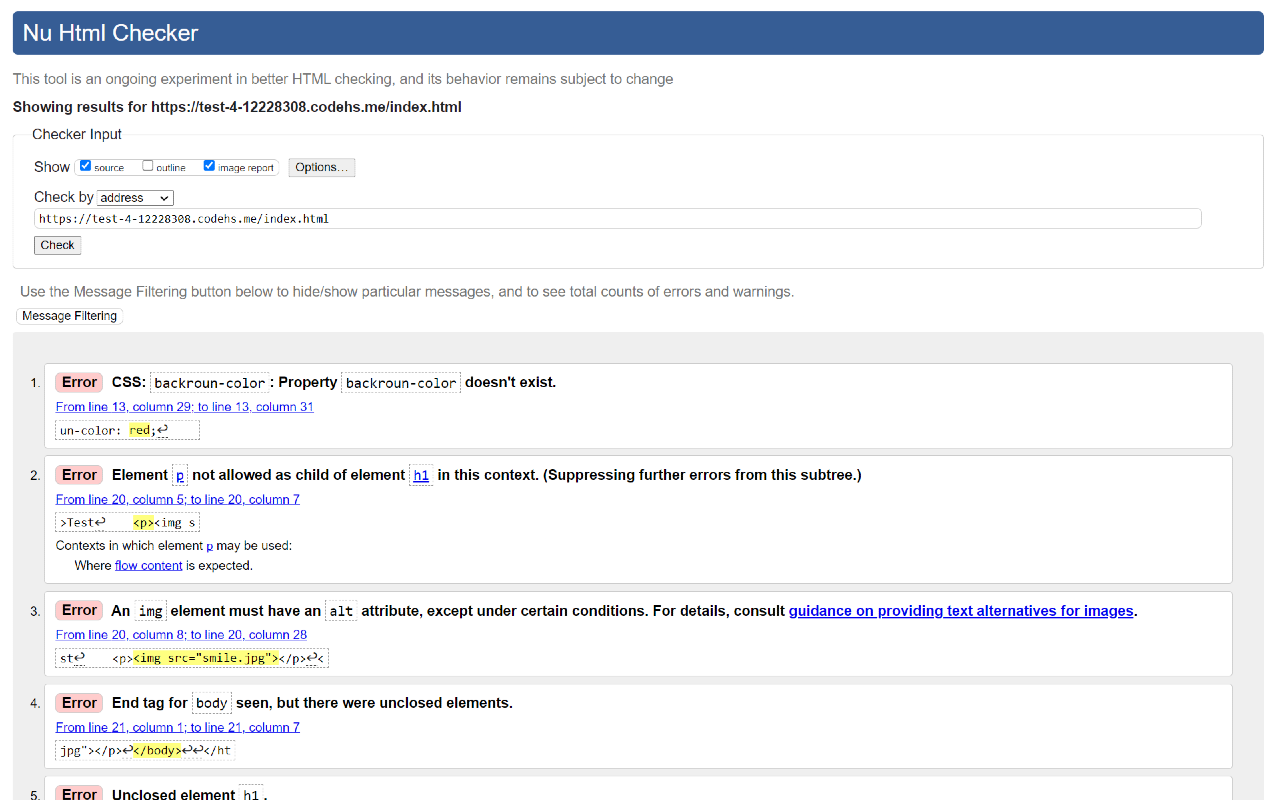 Nu Html Checker
This tool is an ongoing experiment in better HTML checking, and its behavior remains subject to change
Showing results for https://test-4-12228308.codehs.me/index.html
Checker Input
Show source outline image report Options...
Check by address
https://test-4-12228308.codehs.me/index.html
Check
Use the Message Filtering button below to hide/show particular messages, and to see total counts of errors and warnings.
Message Filtering
1. Error CSS: backroun-color: Property backroun-color doesn't exist.
From line 13, column 29; to line 13, column 31
un-color: red;↩
2. Error Element p not allowed as child of element h1 in this context. (Suppressing further errors from this subtree.)
From line 20, column 5; to line 20, column 7
>Test↩    <p><img s
Contexts in which element p may be used:
Where flow content is expected.
3. Error An img element must have an alt attribute, except under certain conditions. For details, consult guidance on providing text alternatives for images.
From line 20, column 8; to line 20, column 28
st↩    <p><img src="smile.jpg"></p>↩<
4. Error End tag for body seen, but there were unclosed elements.
From line 21, column 1; to line 21, column 7
jpg"></p>↩</body>↩↩</ht
5. Error Unclosed element h1.